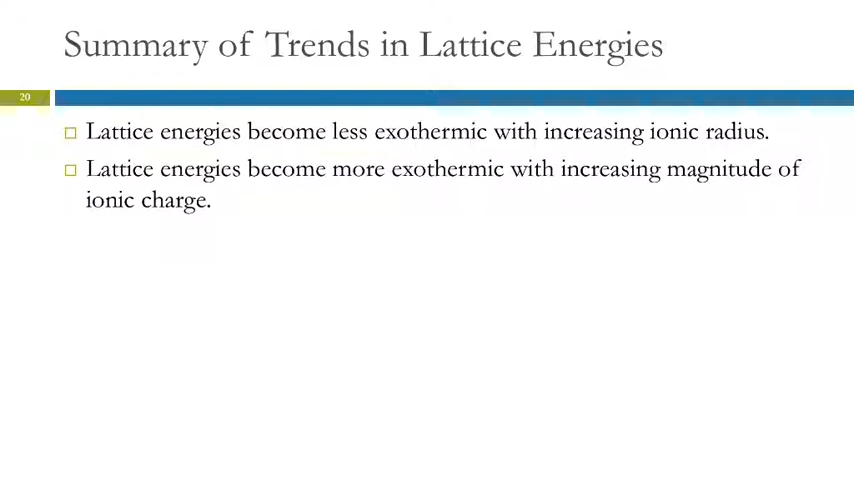 Summary of Trends in Lattice Energies
20
Lattice energies become less exothermic with increasing ionic radius.
Lattice energies become more exothermic with increasing magnitude of
ionic charge.